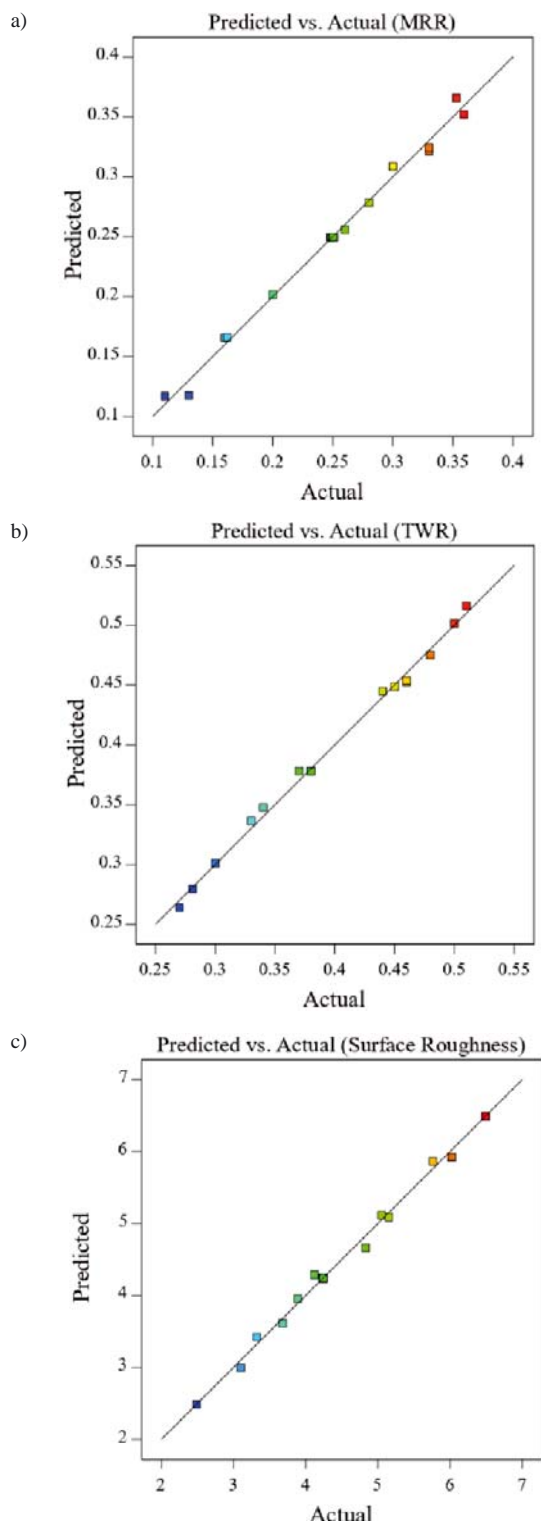 a)
Predicted vs. Actual (MRR)
0.4
0.35
0.3
0.25
0.2
0.15
0.1
Predicted
0.1 0.15 0.2 0.25 0.3 0.35 0.4
Actual
b)
Predicted vs. Actual (TWR)
0.55
0.5
0.45
0.4
0.35
0.3
0.25
Predicted
0.25 0.3 0.35 0.4 0.45 0.5 0.55
Actual
c)
Predicted vs. Actual (Surface Roughness)
7
6
5
4
3
2
Predicted
2 3 4 5 6 7
Actual